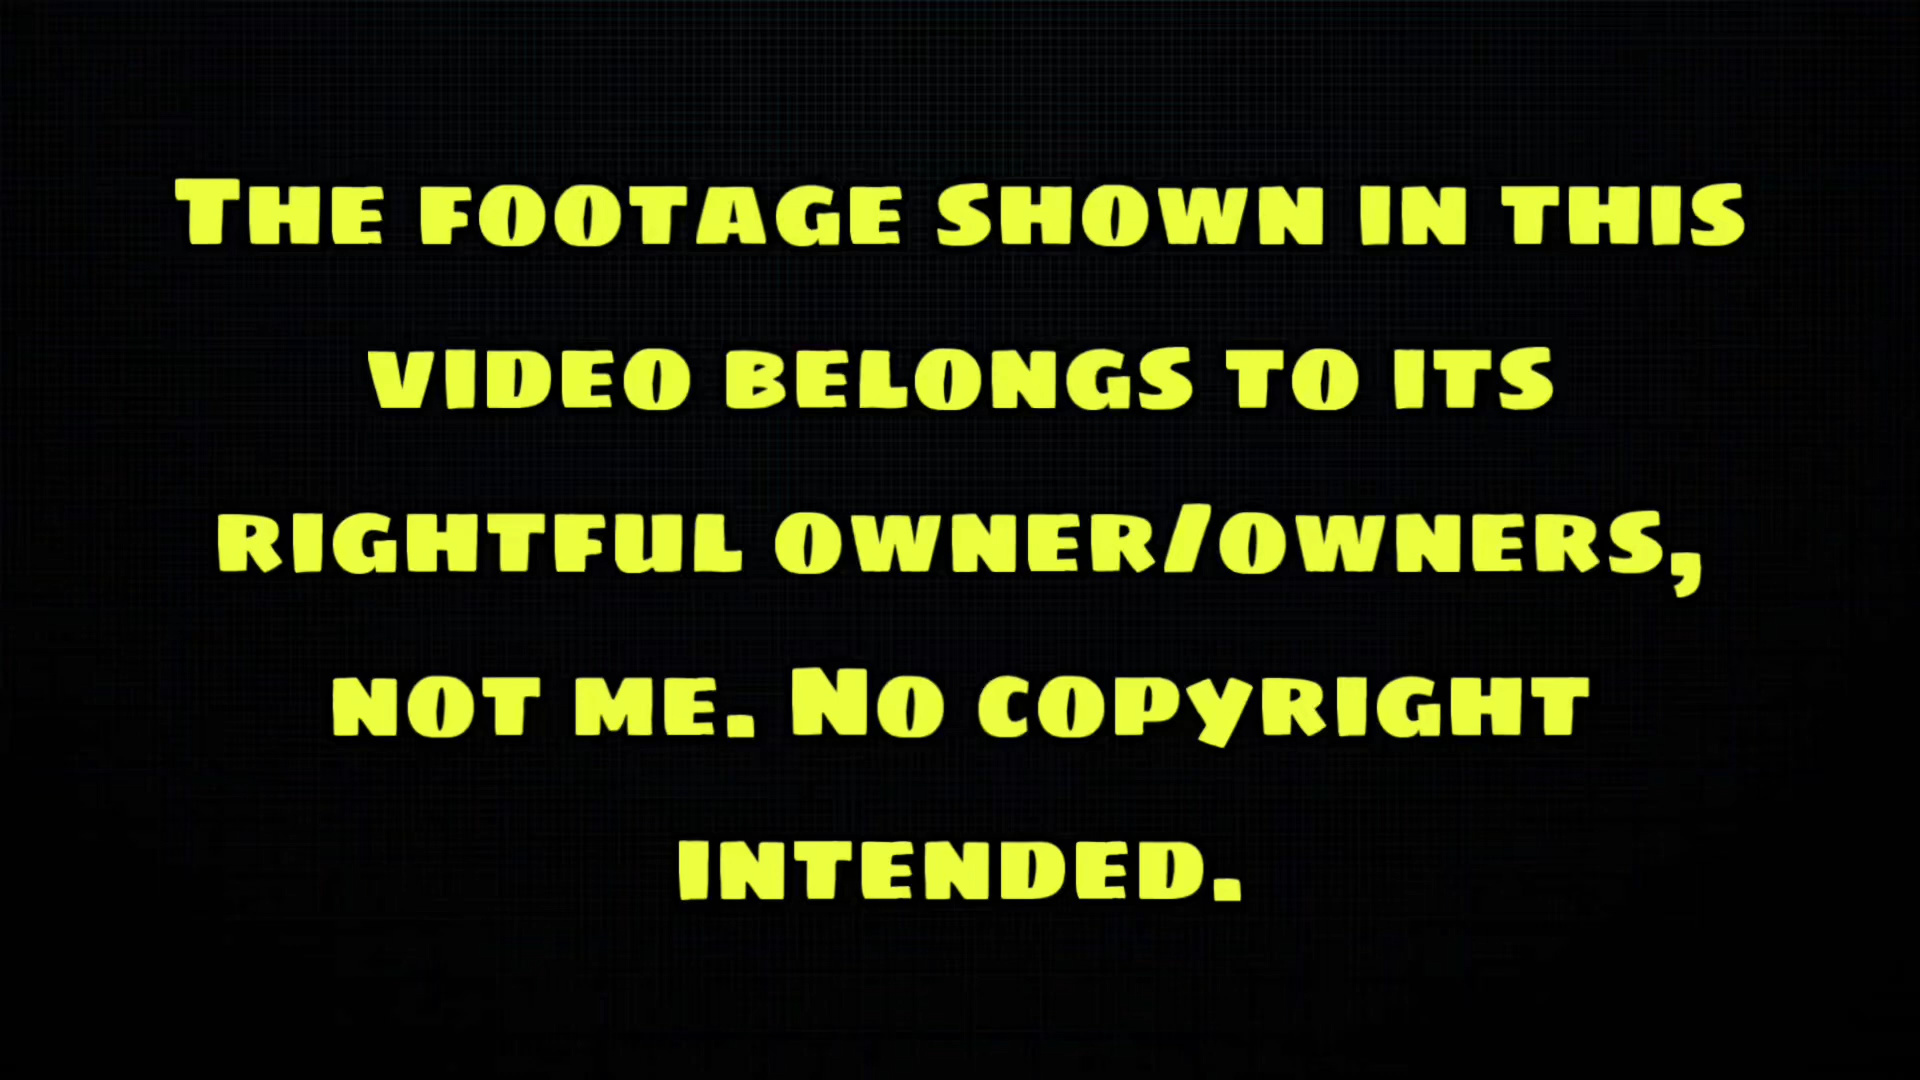 The footage shown in this
video belongs to its
rightful owner/owners,
not me. No copyright
intended.